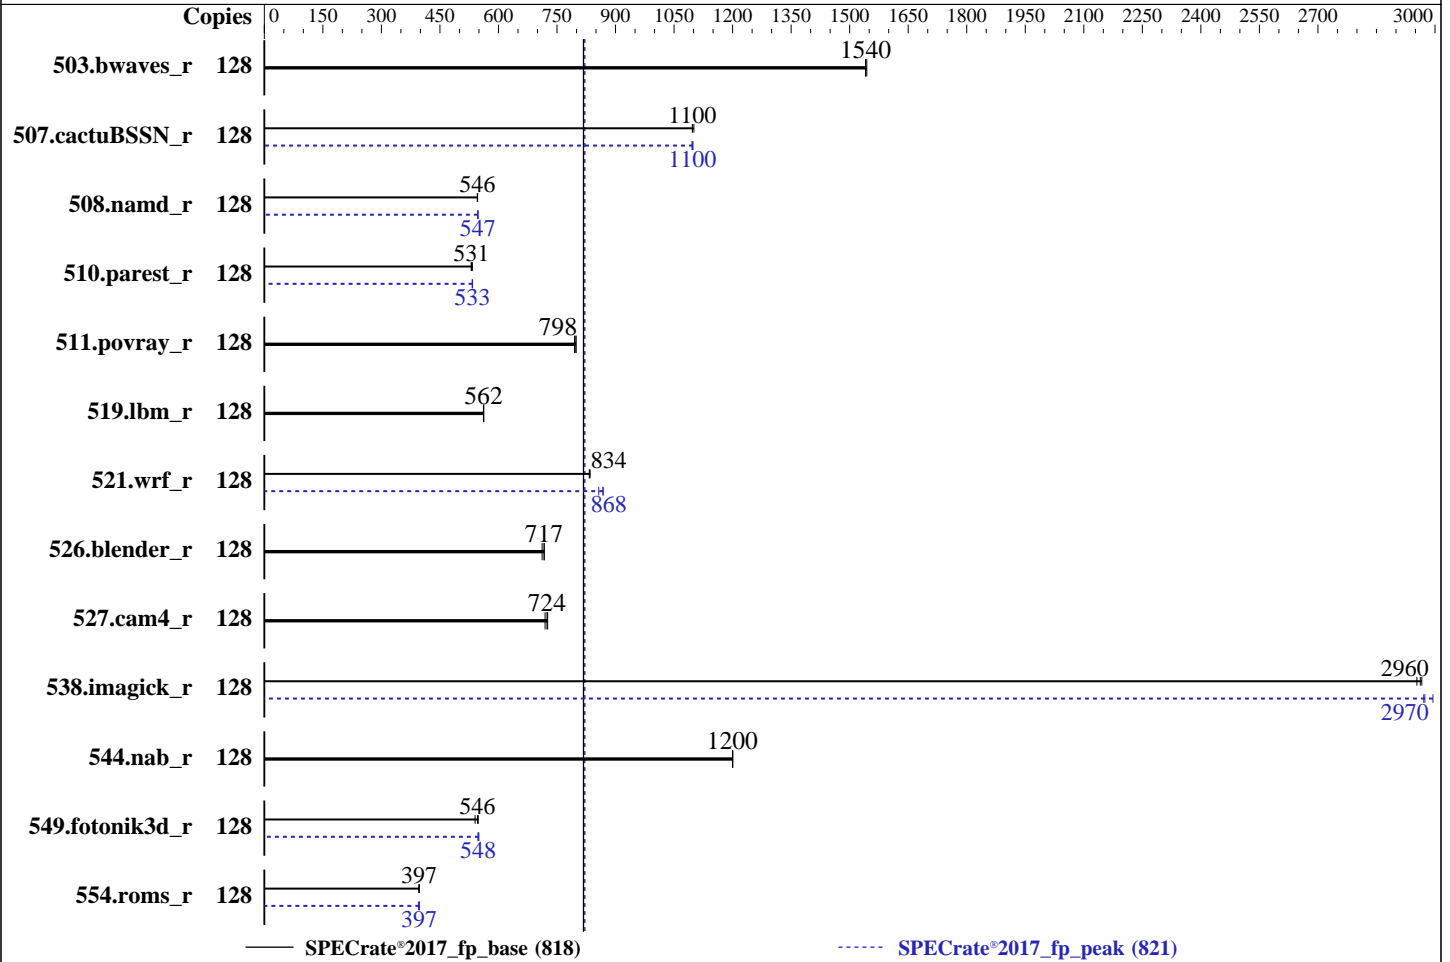 Copies 0 150 300 450 600 750 900 1050 1200 1350 1500 1650 1800 1950 2100 2250 2400 2550 2700 3000
1540
503.bwaves_r 128
1100
507.cactuBSSN_r 128
1100
546
508.namd_r 128
547
531
510.parest_r 128
533
798
511.povray_r 128
562
519.lbm_r 128
834
521.wrf_r 128
868
717
526.blender_r 128
724
527.cam4_r 128
2960
538.imagick_r 128
2970
1200
544.nab_r 128
546
549.fotonik3d_r 128
548
397
554.roms_r 128
397
SPECrate®2017_fp_base (818) SPECrate®2017_fp_peak (821)